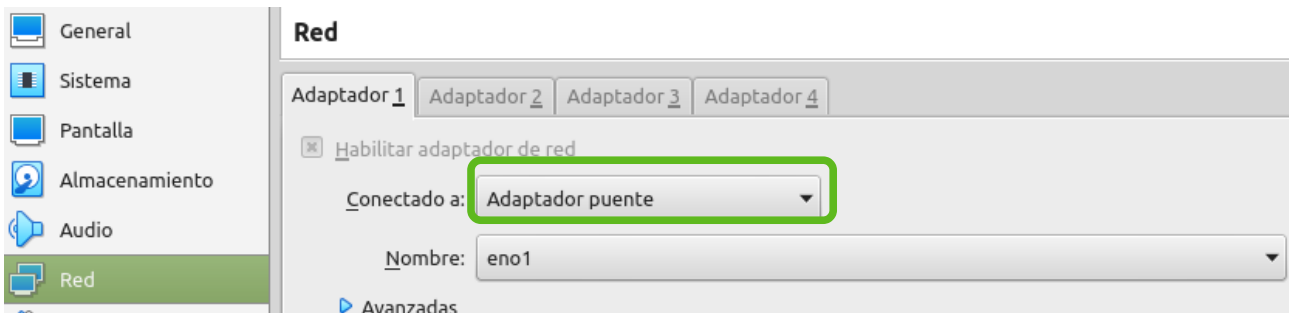 General
Sistema
Pantalla
Almacenamiento
Audio
Red
Red
Adaptador 1 Adaptador 2 Adaptador 3 Adaptador 4
Habilitar adaptador de red
Conectado a: Adaptador puente
Nombre: eno1
Avanzadas